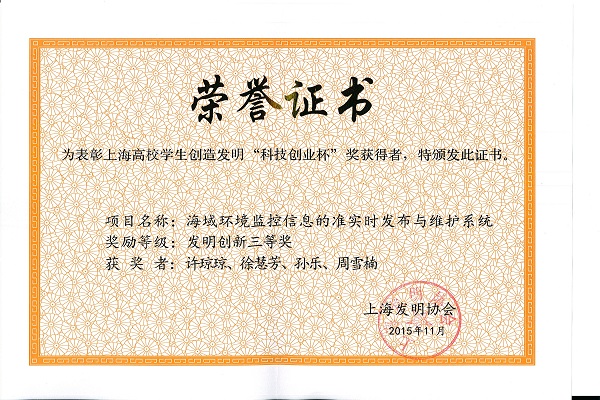 荣誉证书
为表彰上海高校学生创造发明“科技创业杯”奖获得者，特颁发此证书。
项目名称：海域环境监控信息的准实时发布与维护系统
奖励等级：发明创新三等奖
获奖者：许琼琼、徐慧芳、孙乐、周雪楠
上海发明协会
2015年11月